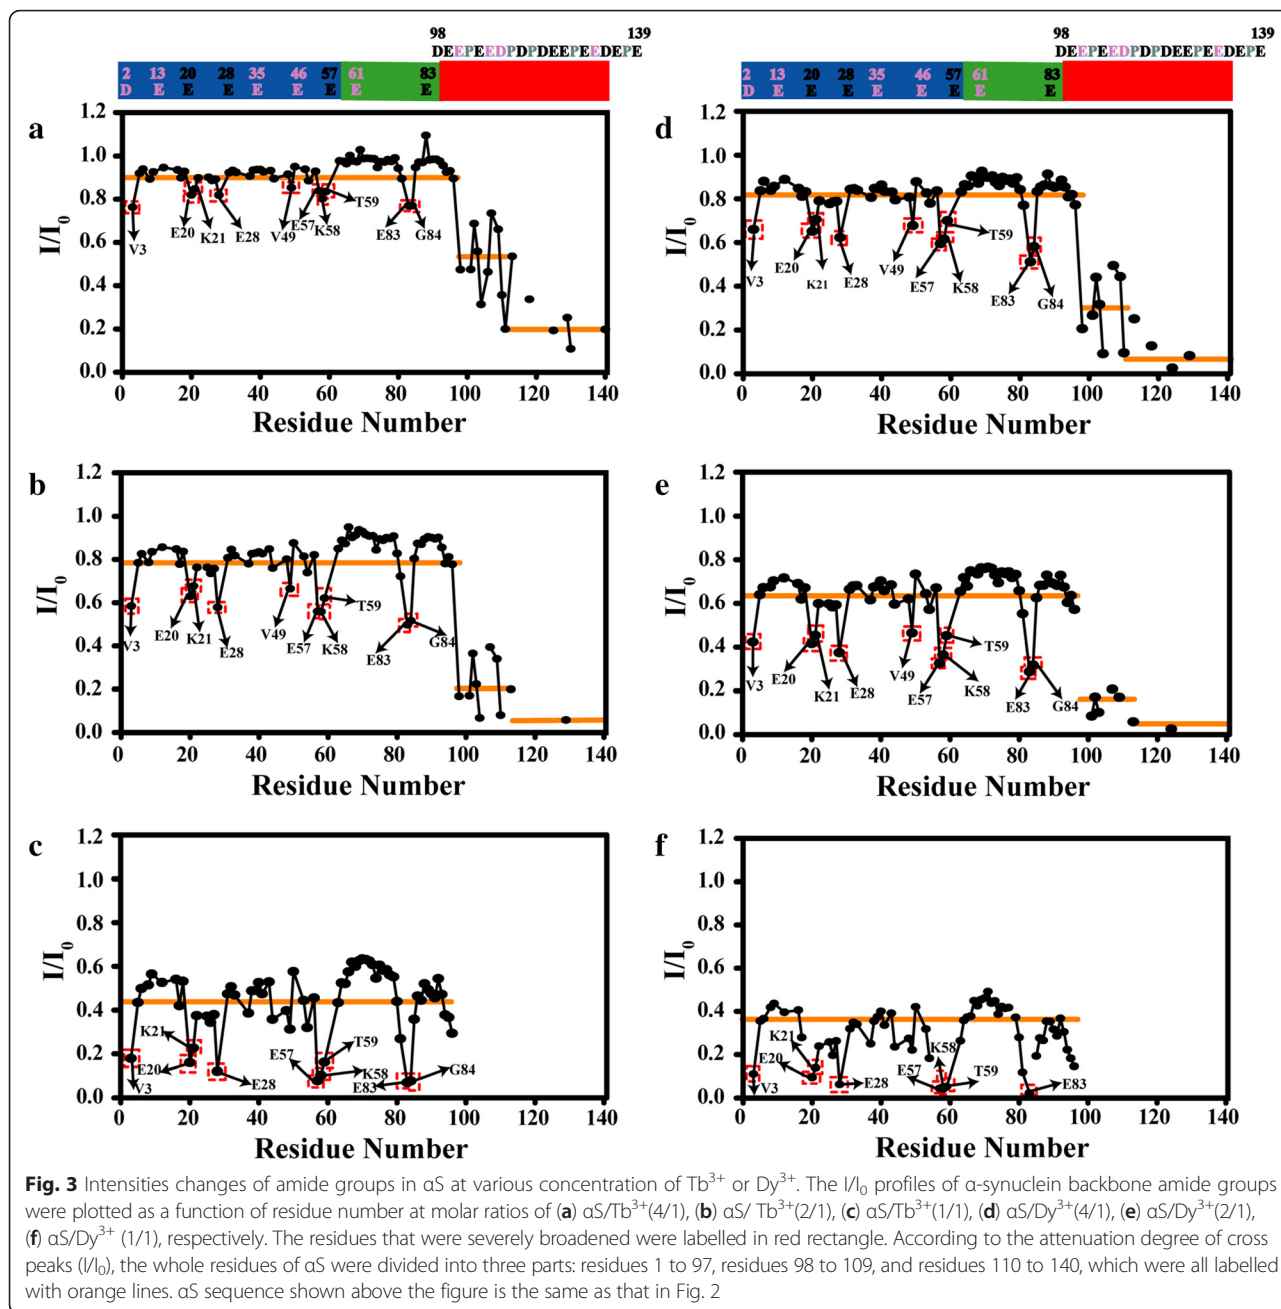 98 139
DEEPEEDPDPDEEPEEDEPE
2 13 20 28 35 46 57 61 83
D E E E E E E E E
98 139
DEEPEEDPDPDEEPEEDEPE
2 13 20 28 35 46 57 61 83
D E E E E E E E E
a
1.2
1.0
0.8
0.6
0.4
0.2
0.0
I/I0
V3 E20 K21 E28 V49 E57 K58 T59 E83 G84
0 20 40 60 80 100 120 140
Residue Number
d
1.2
1.0
0.8
0.6
0.4
0.2
0.0
I/I0
V3 E20 K21 E28 V49 E57 K58 T59 E83 G84
0 20 40 60 80 100 120 140
Residue Number
b
1.2
1.0
0.8
0.6
0.4
0.2
0.0
I/I0
V3 E20 K21 E28 V49 E57 K58 T59 E83 G84
0 20 40 60 80 100 120 140
Residue Number
e
1.2
1.0
0.8
0.6
0.4
0.2
0.0
I/I0
V3 E20 K21 E28 V49 E57 K58 T59 E83 G84
0 20 40 60 80 100 120 140
Residue Number
c
1.2
1.0
0.8
0.6
0.4
0.2
0.0
I/I0
K21 E20 V3 E28 E57 T59 K58 E83 G84
0 20 40 60 80 100 120 140
Residue Number
f
1.2
1.0
0.8
0.6
0.4
0.2
0.0
I/I0
K21 E20 V3 E28 K58 E57 T59 E83
0 20 40 60 80 100 120 140
Residue Number
Fig. 3 Intensities changes of amide groups in αS at various concentration of Tb³⁺ or Dy³⁺. The I/I₀ profiles of α-synuclein backbone amide groups
were plotted as a function of residue number at molar ratios of (a) αS/Tb³⁺(4/1), (b) αS/ Tb³⁺(2/1), (c) αS/Tb³⁺(1/1), (d) αS/Dy³⁺(4/1), (e) αS/Dy³⁺(2/1),
(f) αS/Dy³⁺ (1/1), respectively. The residues that were severely broadened were labelled in red rectangle. According to the attenuation degree of cross
peaks (I/I₀), the whole residues of αS were divided into three parts: residues 1 to 97, residues 98 to 109, and residues 110 to 140, which were all labelled
with orange lines. αS sequence shown above the figure is the same as that in Fig. 2